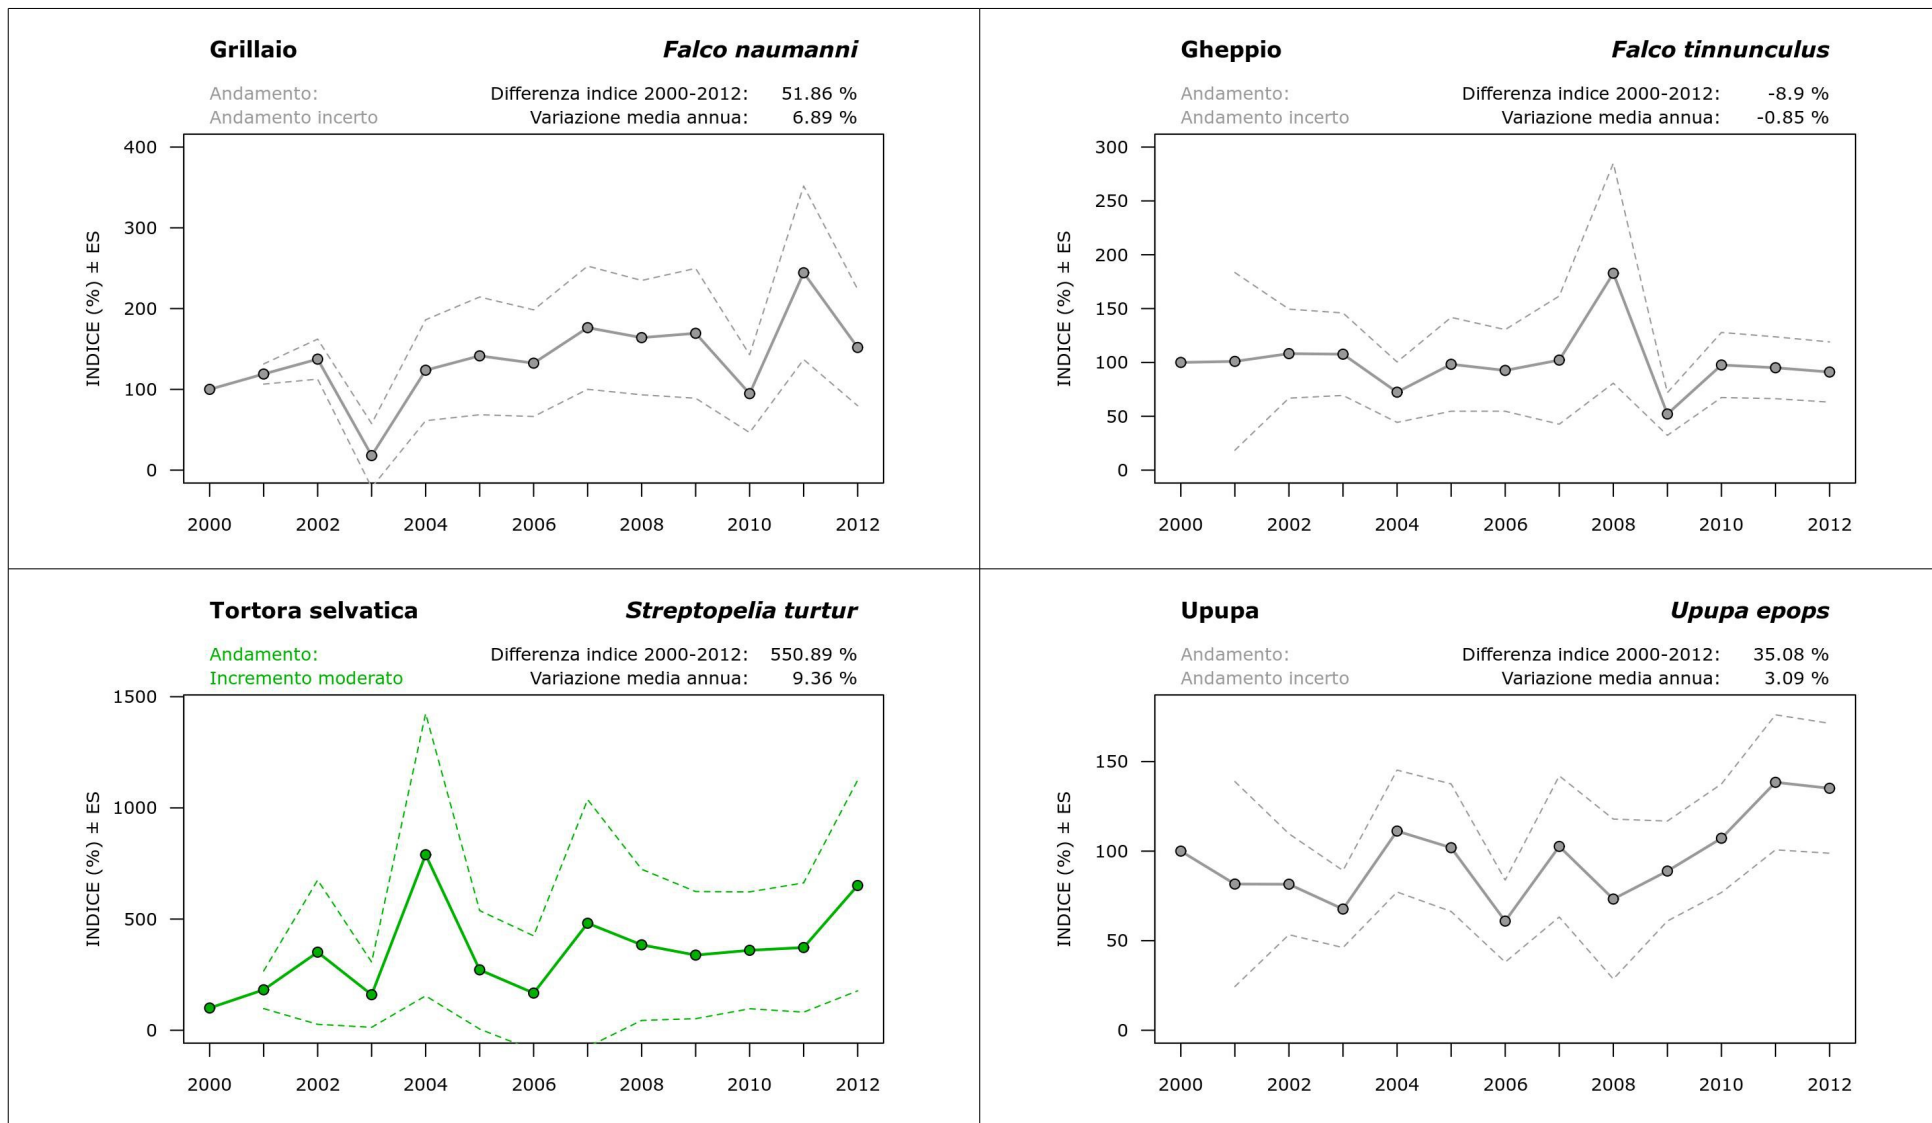 Grillaio Falco naumanni
Andamento: Differenza indice 2000-2012: 51.86 %
Andamento incerto Variazione media annua: 6.89 %
400
300
200
100
0
INDICE (%) ± ES
2000 2002 2004 2006 2008 2010 2012
Gheppio Falco tinnunculus
Andamento: Differenza indice 2000-2012: -8.9 %
Andamento incerto Variazione media annua: -0.85 %
300
250
200
150
100
50
0
INDICE (%) ± ES
2000 2002 2004 2006 2008 2010 2012
Tortora selvatica Streptopelia turtur
Andamento: Differenza indice 2000-2012: 550.89 %
Incremento moderato Variazione media annua: 9.36 %
1500
1000
500
0
INDICE (%) ± ES
2000 2002 2004 2006 2008 2010 2012
Upupa Upupa epops
Andamento: Differenza indice 2000-2012: 35.08 %
Andamento incerto Variazione media annua: 3.09 %
150
100
50
0
INDICE (%) ± ES
2000 2002 2004 2006 2008 2010 2012